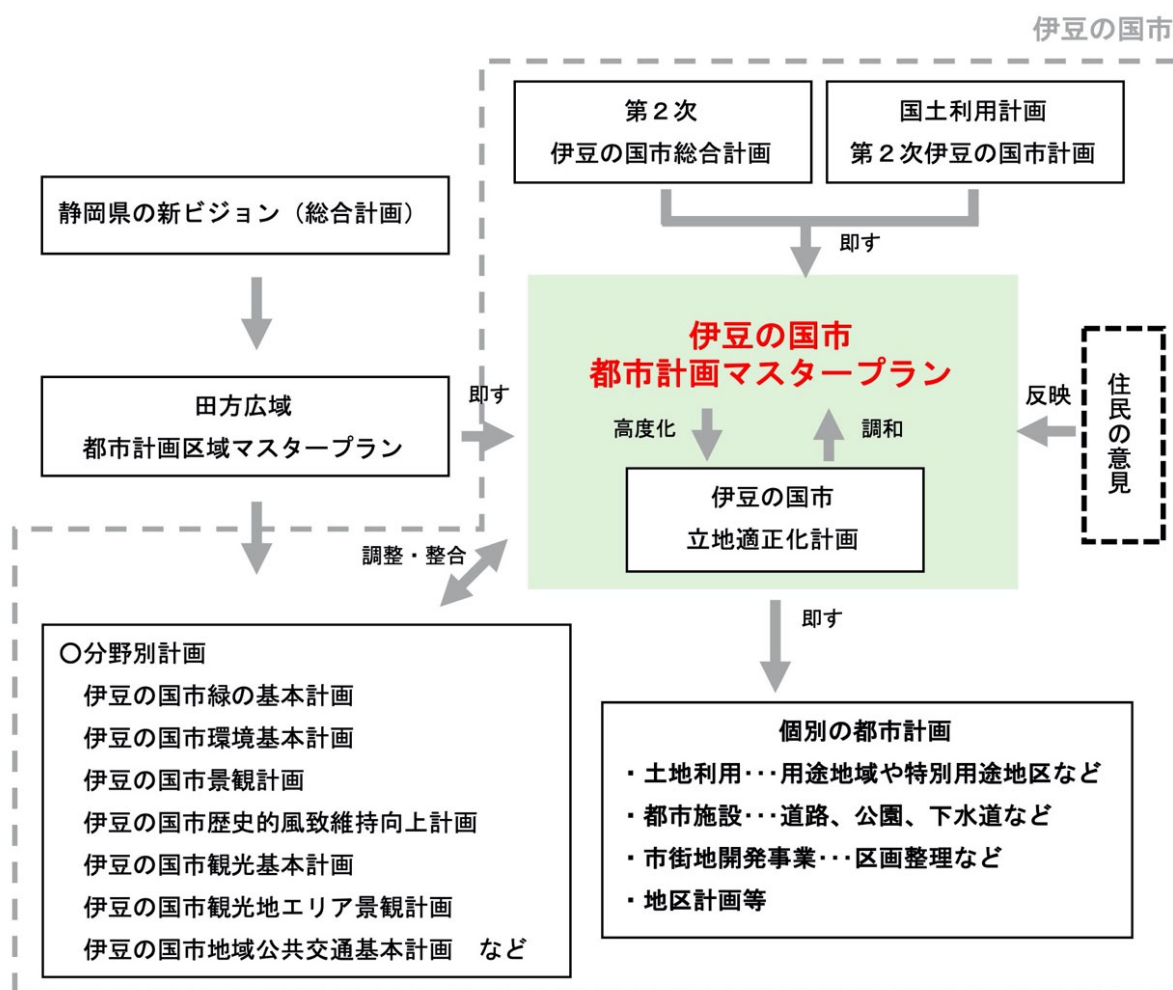 伊豆の国市
第２次
伊豆の国市総合計画
国土利用計画
第２次伊豆の国市計画
静岡県の新ビジョン（総合計画）
即す
伊豆の国市
都市計画マスタープラン
田方広域
都市計画区域マスタープラン
即す
高度化
調和
反映
住民の意見
伊豆の国市
立地適正化計画
調整・整合
即す
〇分野別計画
伊豆の国市緑の基本計画
伊豆の国市環境基本計画
伊豆の国市景観計画
伊豆の国市歴史的風致維持向上計画
伊豆の国市観光基本計画
伊豆の国市観光地エリア景観計画
伊豆の国市地域公共交通基本計画　など
個別の都市計画
・土地利用･･･用途地域や特別用途地区など
・都市施設･･･道路、公園、下水道など
・市街地開発事業･･･区画整理など
・地区計画等